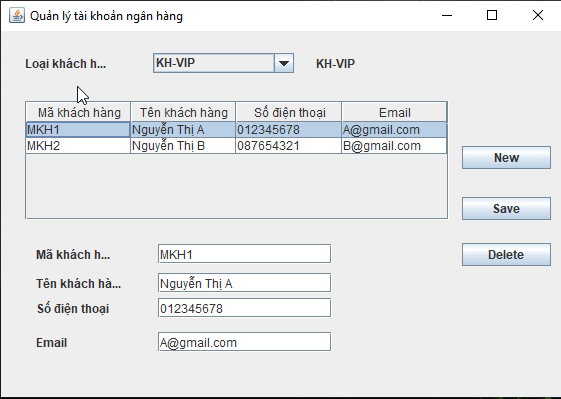 Quản lý tài khoản ngân hàng
Loại khách h... KH-VIP KH-VIP
Mã khách hàng Tên khách hàng Số điện thoại Email
MKH1 Nguyễn Thị A 012345678 A@gmail.com
MKH2 Nguyễn Thị B 087654321 B@gmail.com
New
Save
Delete
Mã khách h... MKH1
Tên khách hà... Nguyễn Thị A
Số điện thoại 012345678
Email A@gmail.com